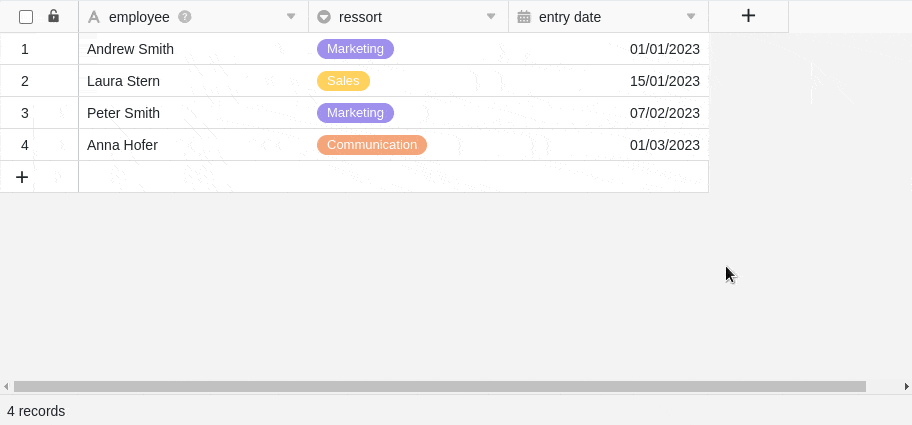 employee ressort entry date
1 Andrew Smith Marketing 01/01/2023
2 Laura Stern Sales 15/01/2023
3 Peter Smith Marketing 07/02/2023
4 Anna Hofer Communication 01/03/2023
4 records